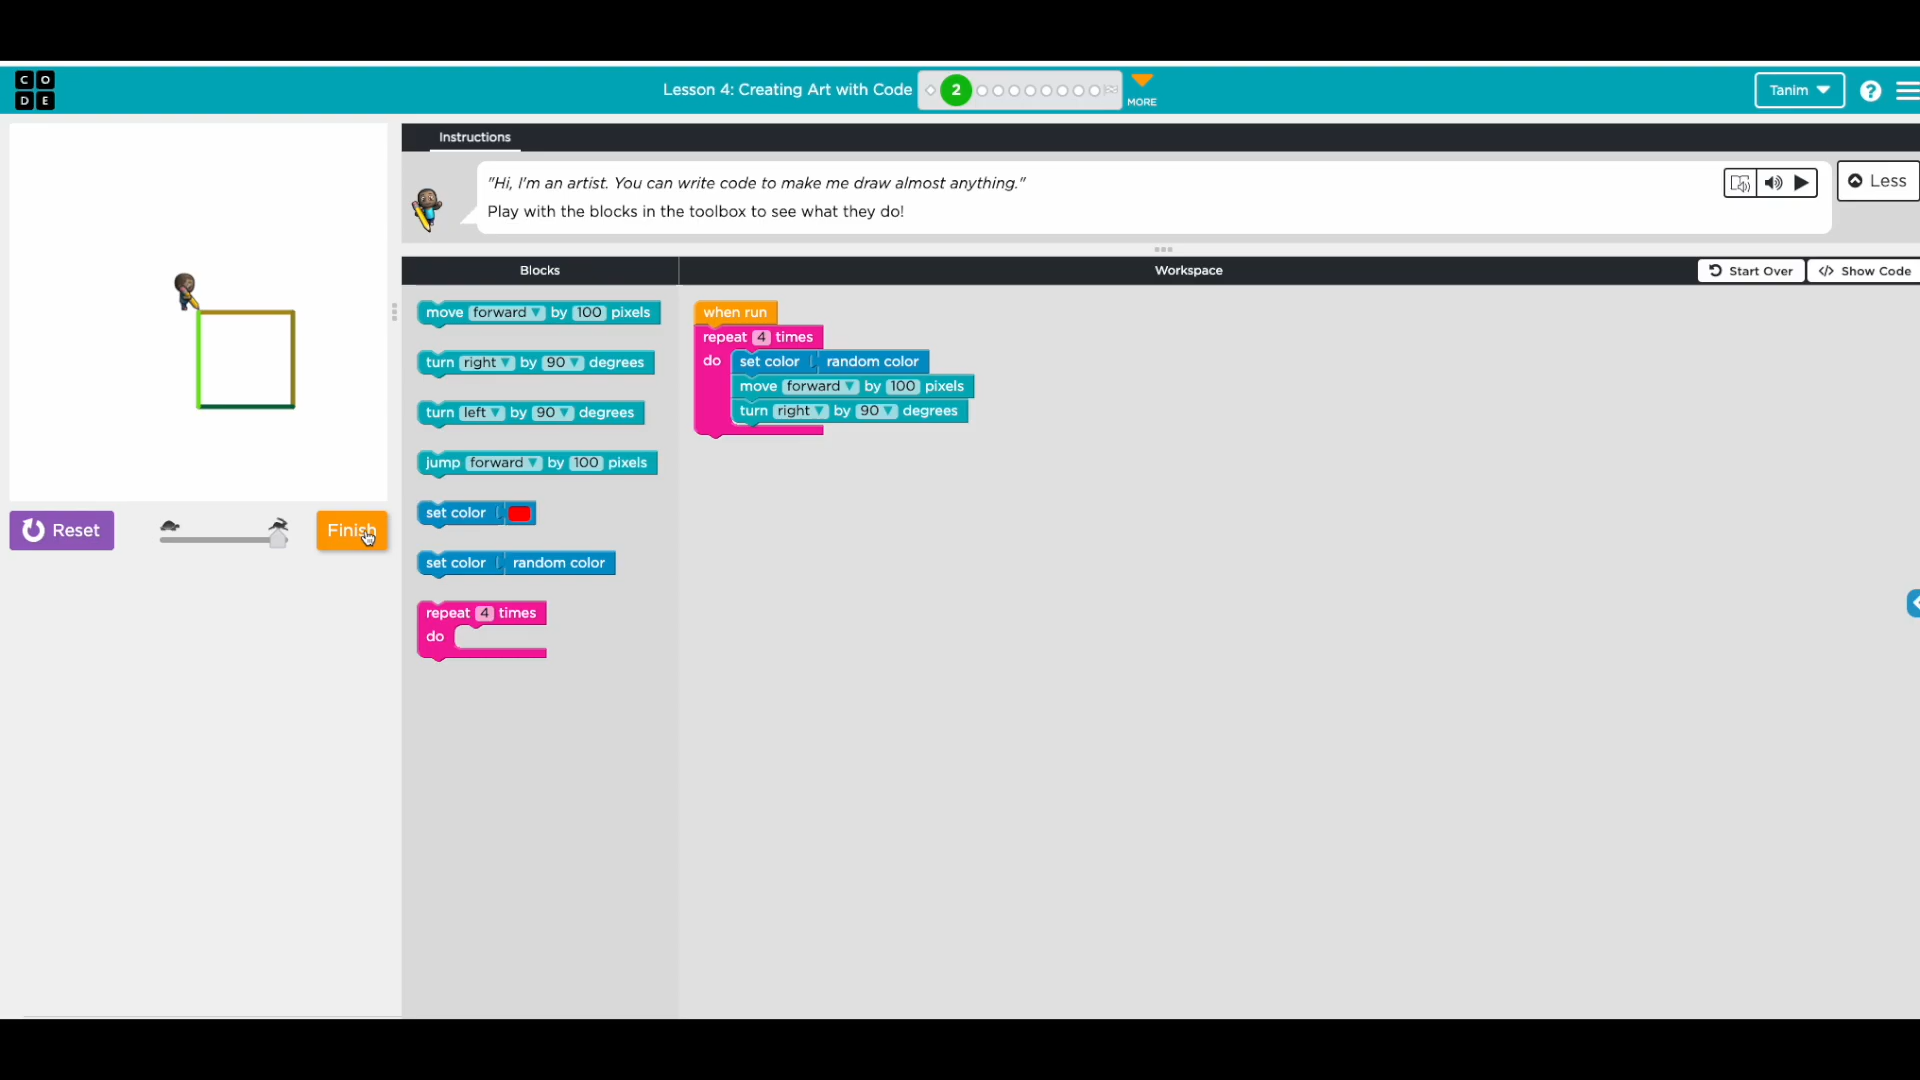 C O
D E
Lesson 4: Creating Art with Code
2
MORE
Tanim
?
Instructions
"Hi, I'm an artist. You can write code to make me draw almost anything."
Play with the blocks in the toolbox to see what they do!
Less
Blocks
Workspace
Start Over
</> Show Code
move forward by 100 pixels
turn right by 90 degrees
turn left by 90 degrees
jump forward by 100 pixels
set color
set color random color
repeat 4 times
do
when run
repeat 4 times
do set color random color
move forward by 100 pixels
turn right by 90 degrees
Reset
Finish